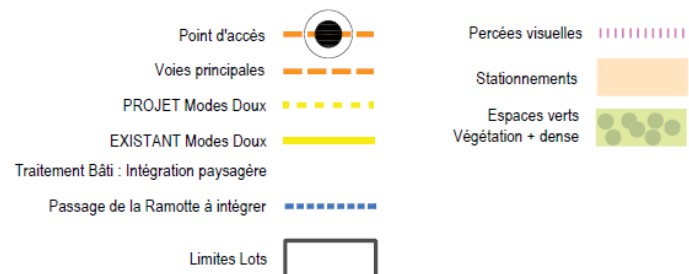 Point d'accès
Voies principales
PROJET Modes Doux
EXISTANT Modes Doux
Traitement Bâti : Intégration paysagère
Passage de la Ramotte à intégrer
Limites Lots
Percées visuelles
Stationnements
Espaces verts
Végétation + dense